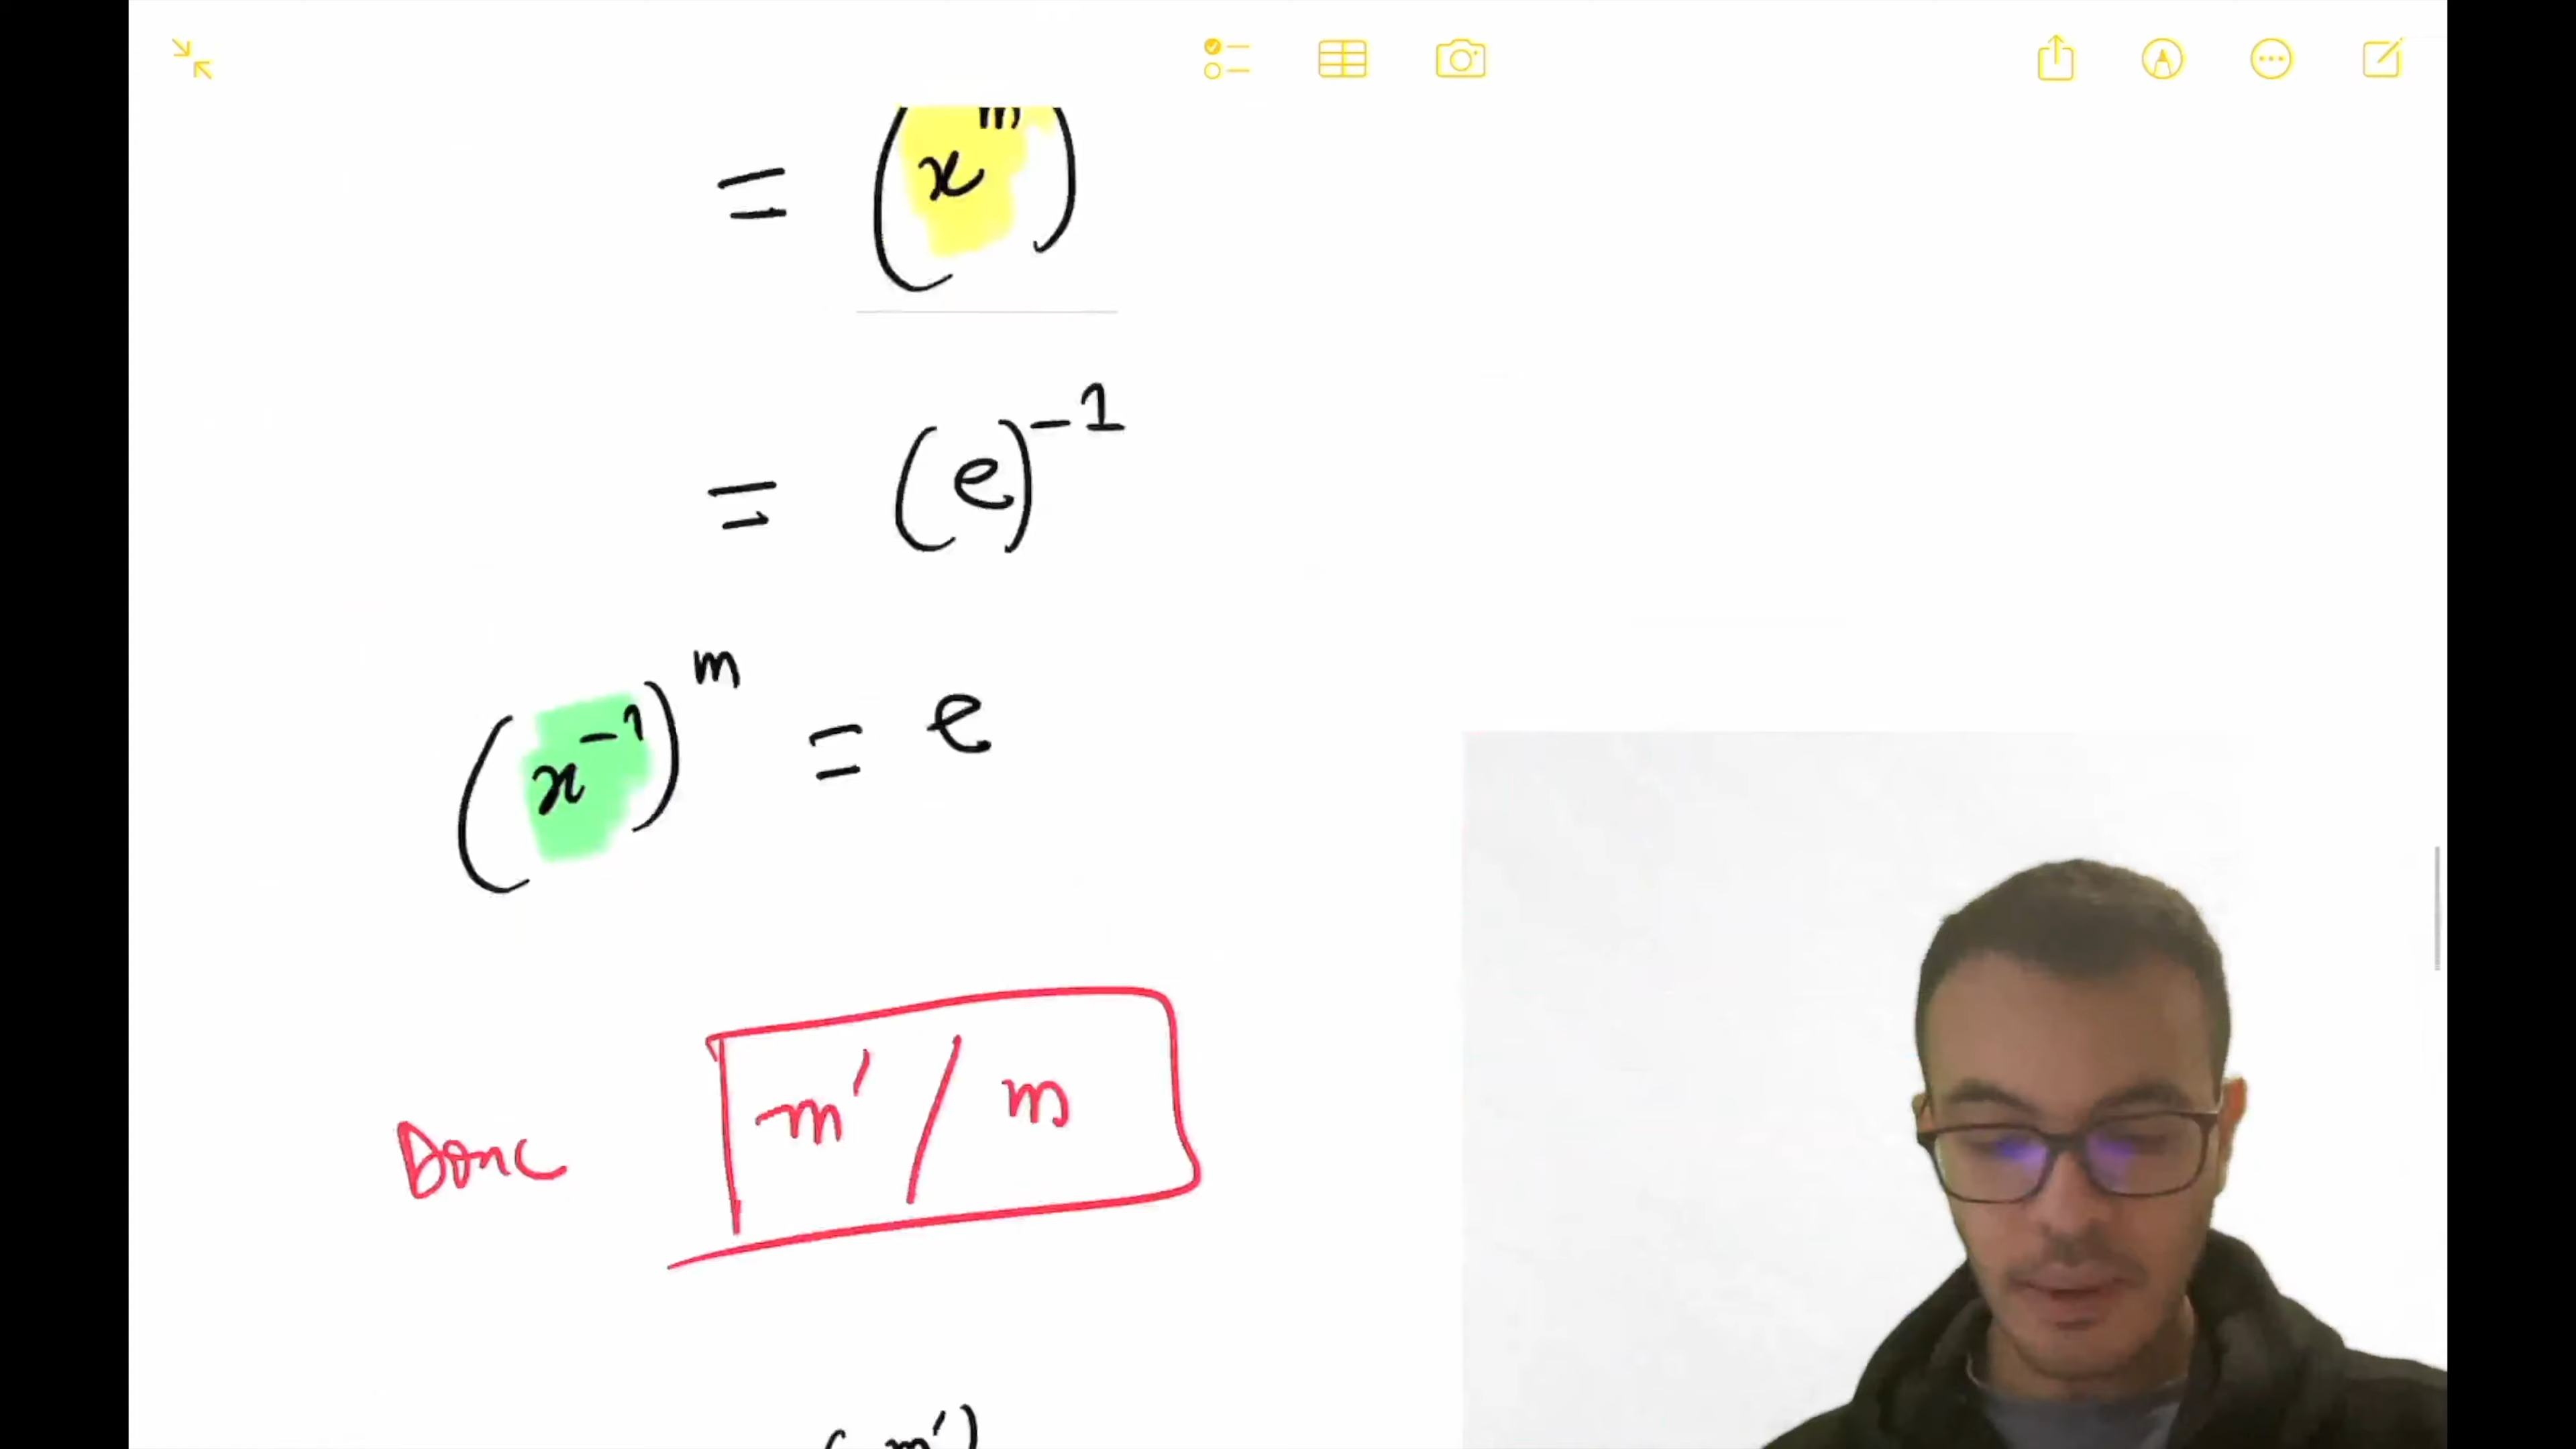 = (x^m)
= (e)^-1
(x^-1)^m = e
Donc m' / m
(m')